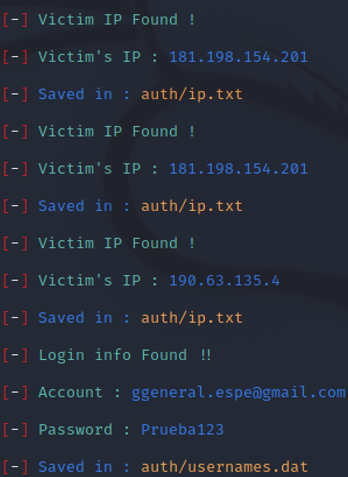 [-] Victim IP Found !
[-] Victim's IP : 181.198.154.201
[-] Saved in : auth/ip.txt
[-] Victim IP Found !
[-] Victim's IP : 181.198.154.201
[-] Saved in : auth/ip.txt
[-] Victim IP Found !
[-] Victim's IP : 190.63.135.4
[-] Saved in : auth/ip.txt
[-] Login info Found !!
[-] Account : ggeneral.espe@gmail.com
[-] Password : Prueba123
[-] Saved in : auth/usernames.dat